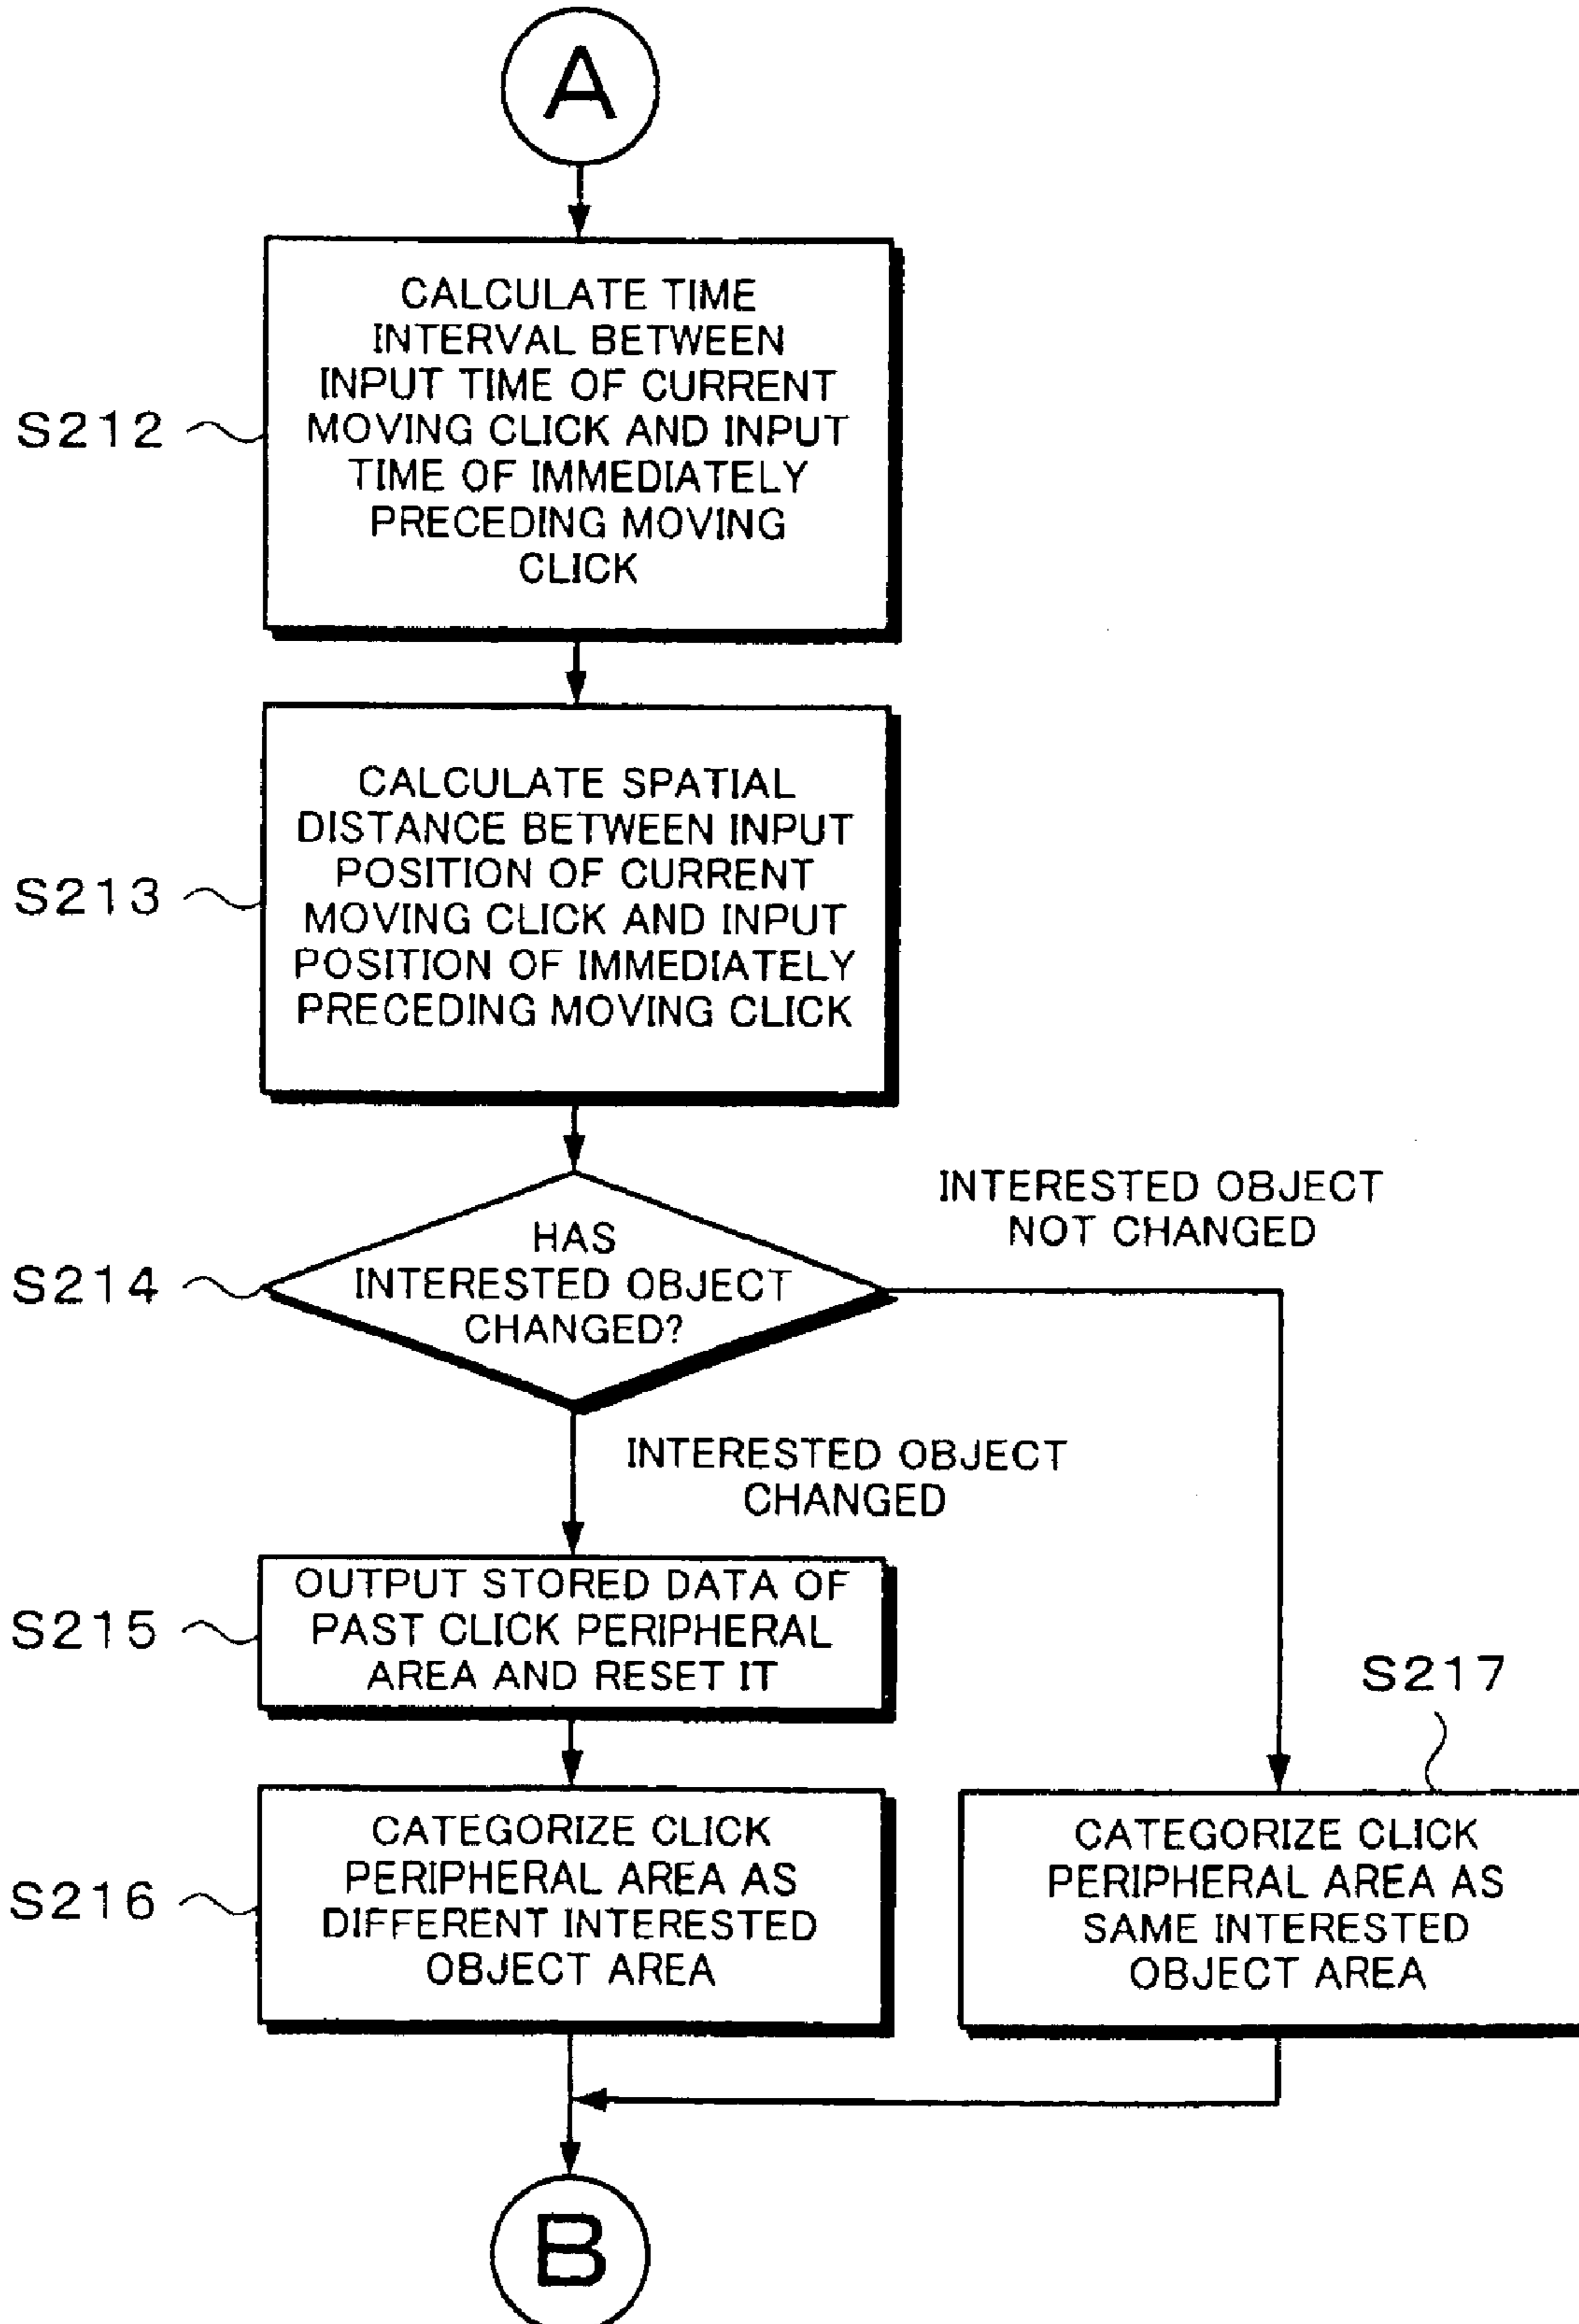 A
CALCULATE TIME
INTERVAL BETWEEN
INPUT TIME OF CURRENT
MOVING CLICK AND INPUT
TIME OF IMMEDIATELY
PRECEDING MOVING
CLICK
S212
CALCULATE SPATIAL
DISTANCE BETWEEN INPUT
POSITION OF CURRENT
MOVING CLICK AND INPUT
POSITION OF IMMEDIATELY
PRECEDING MOVING CLICK
S213
HAS
INTERESTED OBJECT
CHANGED?
S214
INTERESTED OBJECT
NOT CHANGED
INTERESTED OBJECT
CHANGED
OUTPUT STORED DATA OF
PAST CLICK PERIPHERAL
AREA AND RESET IT
S215
S217
CATEGORIZE CLICK
PERIPHERAL AREA AS
DIFFERENT INTERESTED
OBJECT AREA
S216
CATEGORIZE CLICK
PERIPHERAL AREA AS
SAME INTERESTED
OBJECT AREA
B